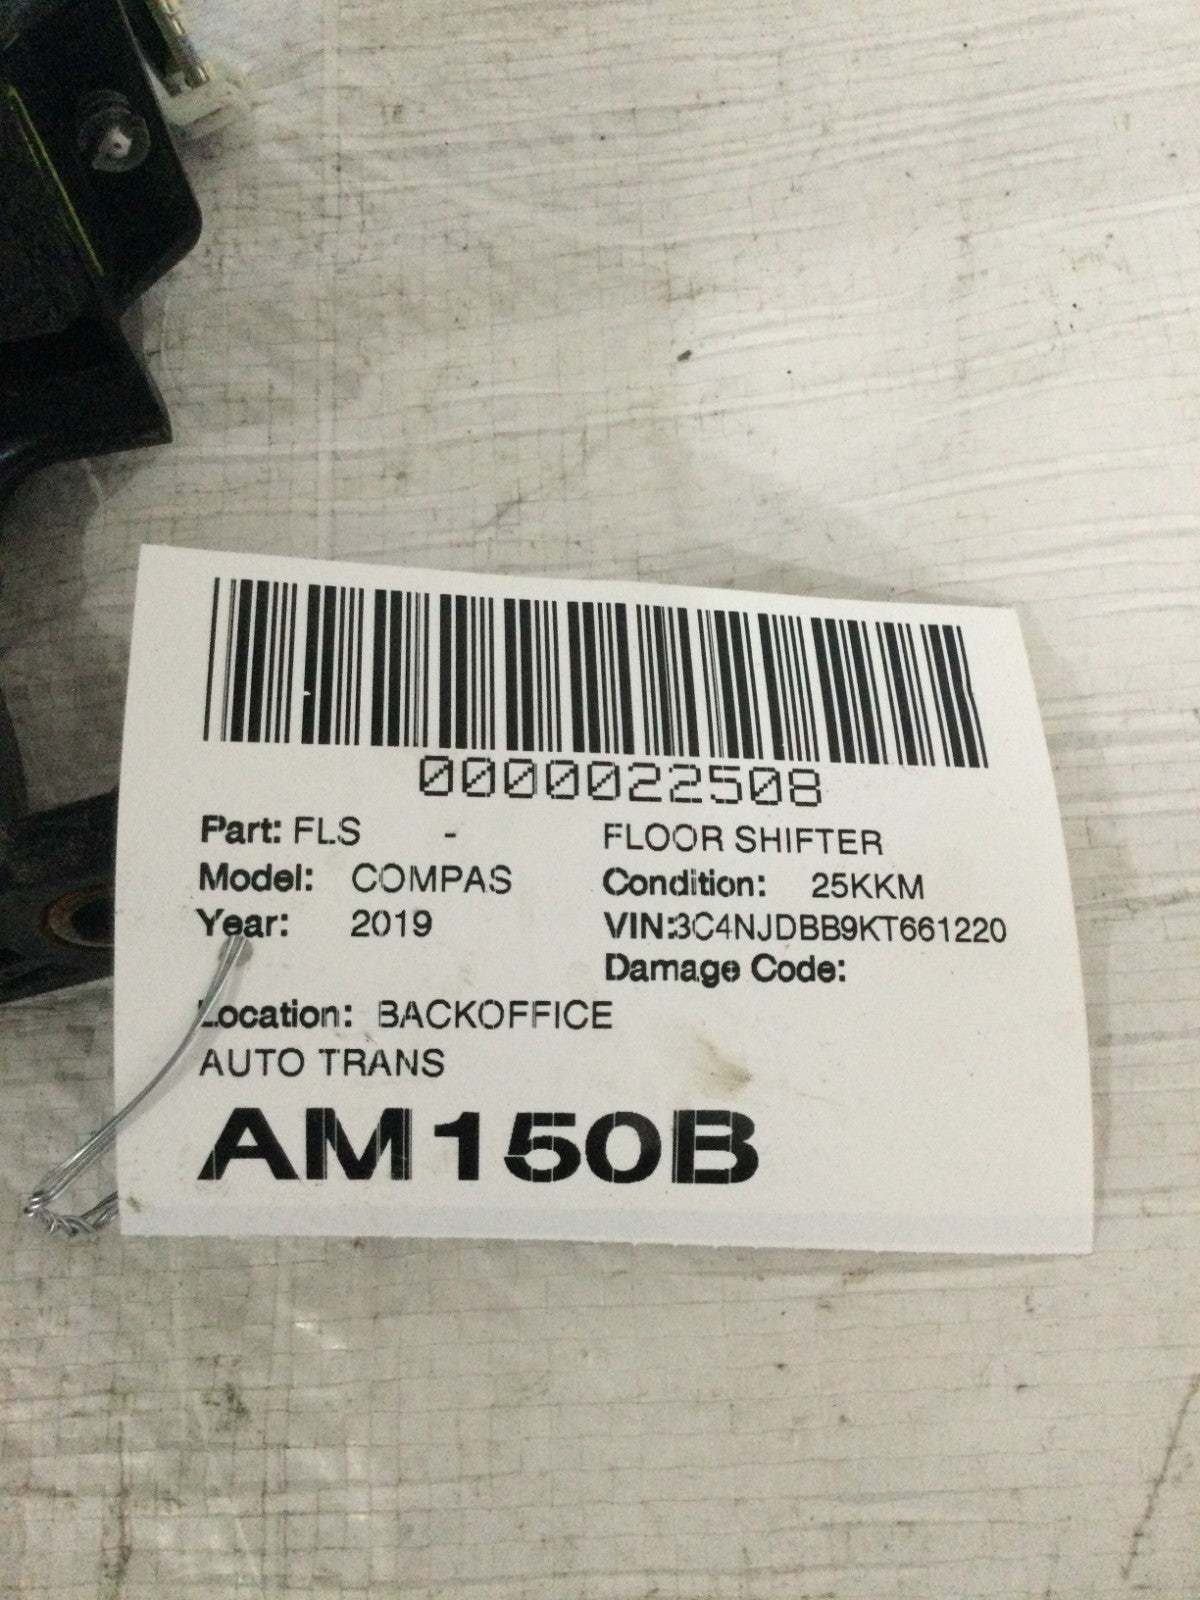 0000022508
Part: FLS - FLOOR SHIFTER
Model: COMPAS Condition: 25KKM
Year: 2019 VIN:3C4NJDBB9KT661220
Damage Code:
Location: BACKOFFICE
AUTO TRANS
AM150B